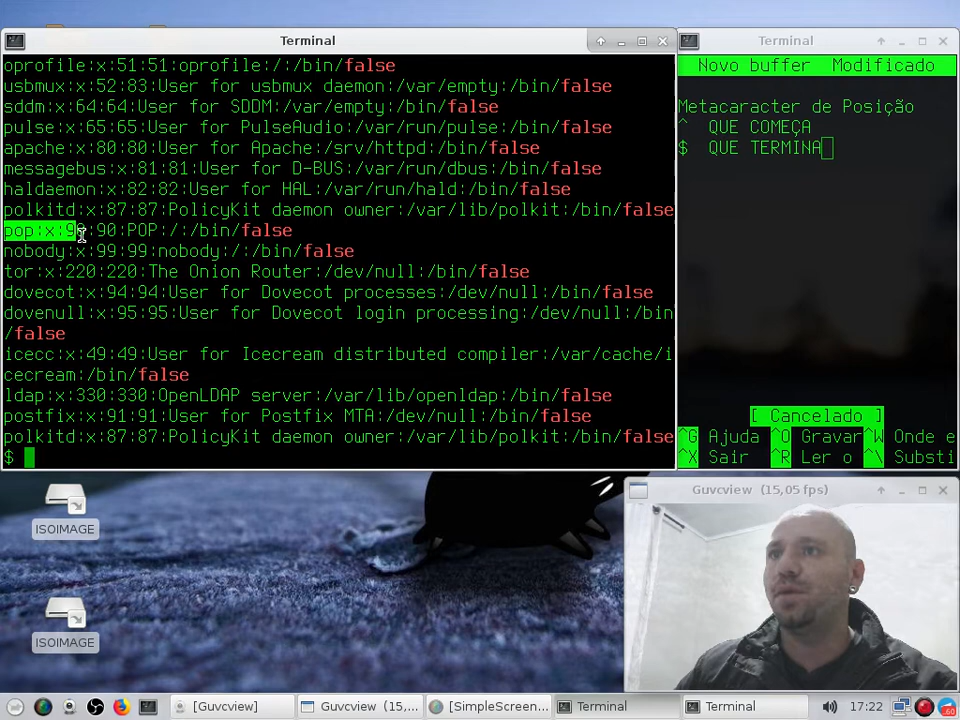 Terminal
oprofile:x:51:51:oprofile:/:/bin/false
usbmux:x:52:83:User for usbmux daemon:/var/empty:/bin/false
sddm:x:64:64:User for SDDM:/var/empty:/bin/false
pulse:x:65:65:User for PulseAudio:/var/run/pulse:/bin/false
apache:x:80:80:User for Apache:/srv/httpd:/bin/false
messagebus:x:81:81:User for D-BUS:/var/run/dbus:/bin/false
haldaemon:x:82:82:User for HAL:/var/run/hald:/bin/false
polkitd:x:87:87:PolicyKit daemon owner:/var/lib/polkit:/bin/false
pop:x:90:90:POP:/:/bin/false
nobody:x:99:99:nobody:/:/bin/false
tor:x:220:220:The Onion Router:/dev/null:/bin/false
dovecot:x:94:94:User for Dovecot processes:/dev/null:/bin/false
dovenull:x:95:95:User for Dovecot login processing:/dev/null:/bin
/false
icecc:x:49:49:User for Icecream distributed compiler:/var/cache/i
cecream:/bin/false
ldap:x:330:330:OpenLDAP server:/var/lib/openldap:/bin/false
postfix:x:91:91:User for Postfix MTA:/dev/null:/bin/false
polkitd:x:87:87:PolicyKit daemon owner:/var/lib/polkit:/bin/false
$
Terminal
Novo buffer Modificado
Metacaracter de Posição
^ QUE COMEÇA
$ QUE TERMINA
[ Cancelado ]
^G Ajuda ^O Gravar ^W Onde e
^X Sair ^R Ler o ^\ Substi
ISOIMAGE
ISOIMAGE
Guvcview (15,05 fps)
[Guvcview]
Guvcview (15,...
[SimpleScreen...
Terminal
Terminal
17:22
.60